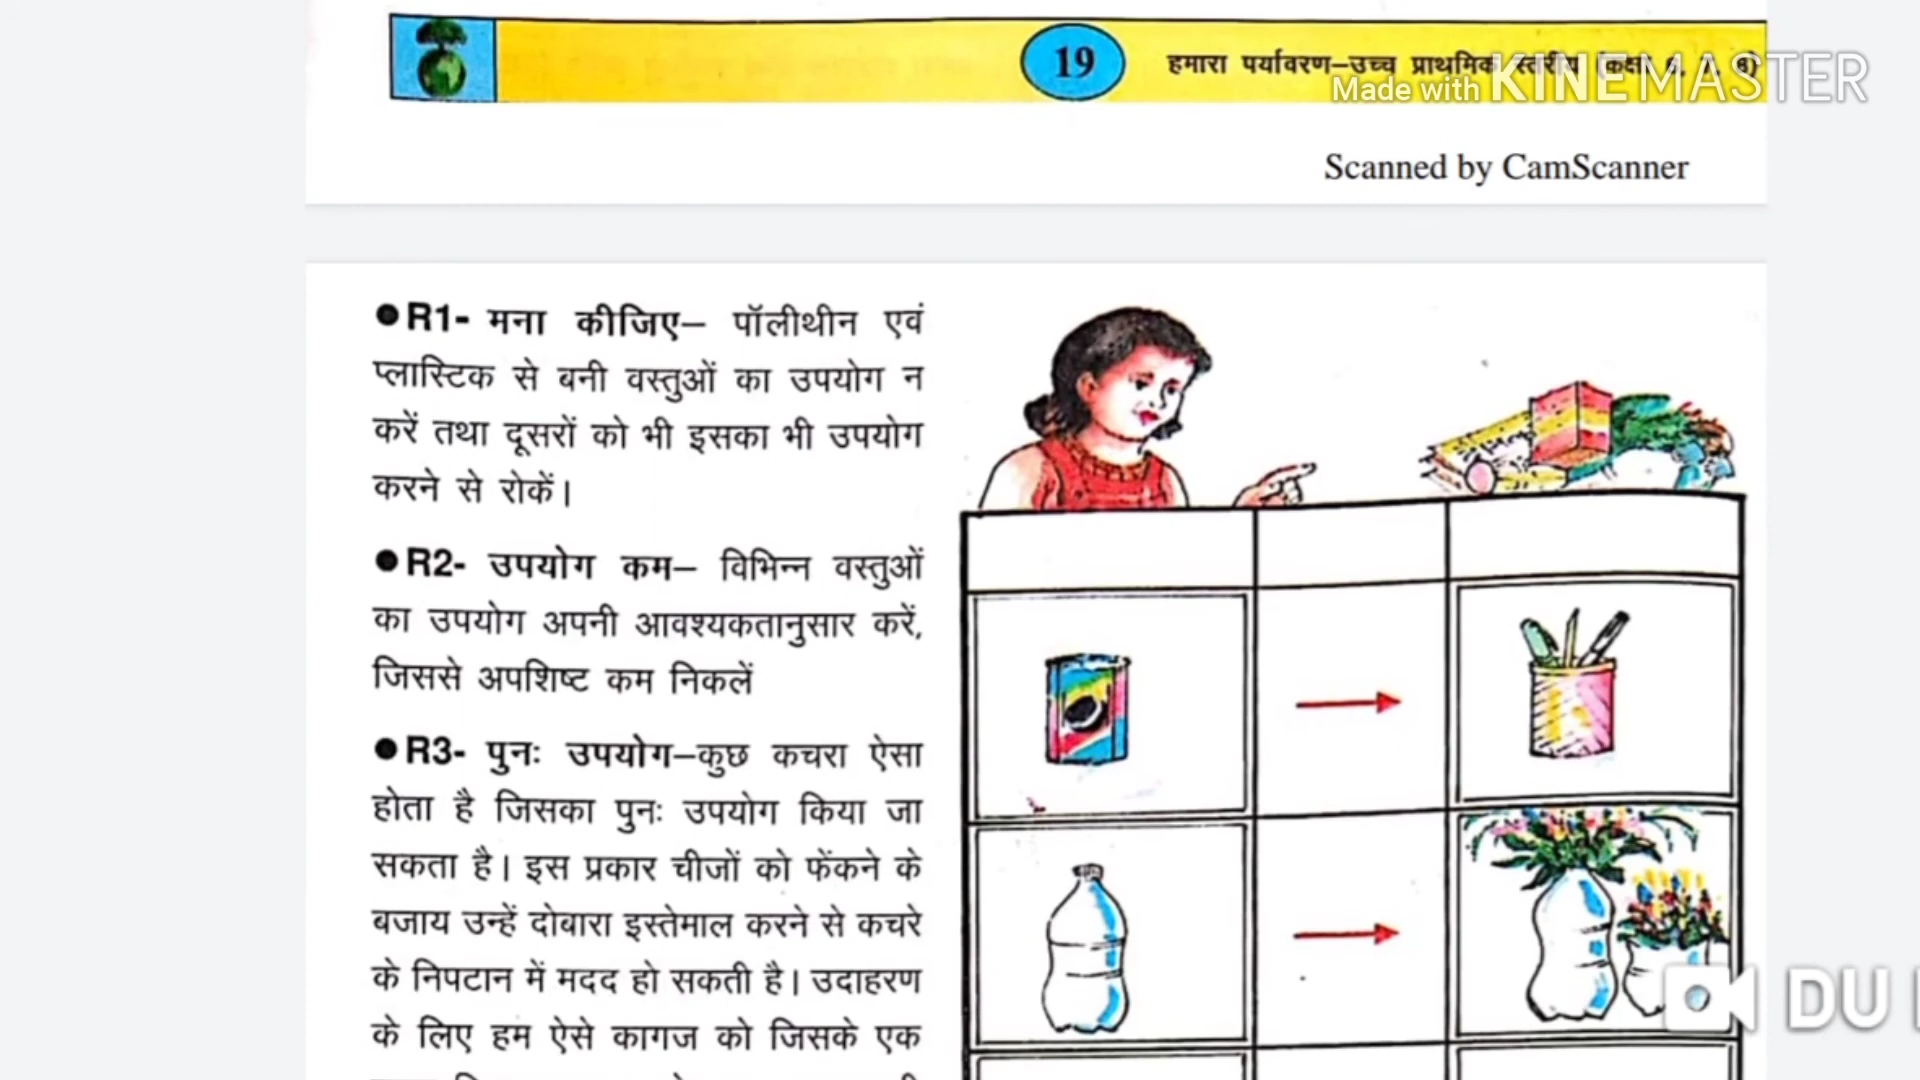 19
हमारा पर्यावरण–उच्च प्राथमिक स्तरीय
Made with KINEMASTER
Scanned by CamScanner
●R1- मना कीजिए– पॉलीथीन एवं
प्लास्टिक से बनी वस्तुओं का उपयोग न
करें तथा दूसरों को भी इसका भी उपयोग
करने से रोकें।
●R2- उपयोग कम– विभिन्न वस्तुओं
का उपयोग अपनी आवश्यकतानुसार करें,
जिससे अपशिष्ट कम निकलें
●R3- पुनः उपयोग–कुछ कचरा ऐसा
होता है जिसका पुनः उपयोग किया जा
सकता है। इस प्रकार चीजों को फेंकने के
बजाय उन्हें दोबारा इस्तेमाल करने से कचरे
के निपटान में मदद हो सकती है। उदाहरण
के लिए हम ऐसे कागज को जिसके एक
DU